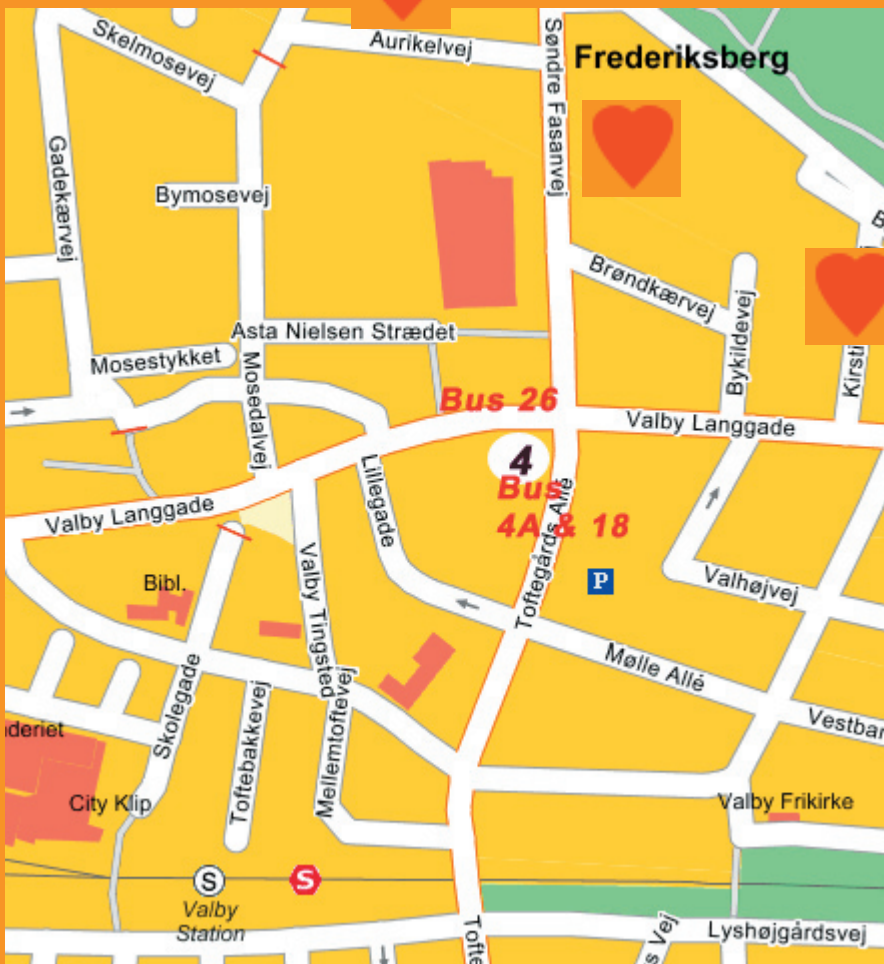 Skelmosevej
Aurikelvej
Søndre Fasanvej
Frederiksberg
Gadekærvej
Bymosevej
Brøndkærvej
Bykildevej
Asta Nielsen Strædet
Mosestykket
Mosedalvej
Bus 26
Valby Langgade
Lillegade
4
Bus
4A & 18
Toftegårds Allé
Valby Langgade
Valby Tingsted
P
Valhøjvej
Bibl.
Mølle Allé
Skolegade
Toftebakkevej
Mellemtoftevej
City Klip
Valby Frikirke
S
S
Valby
Station
Lyshøjgårdsvej